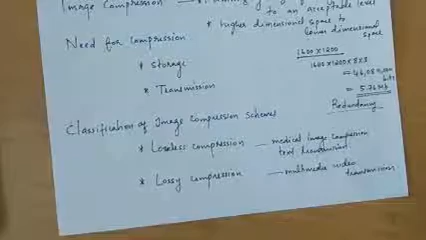 Image Compression
to an acceptable level
* higher dimensional space to lower dimensional space
Need for Compression
* Storage
* Transmission
1600 x 1200
1600 x 1200 x 8 x 3
= 46,080,000 bits
= 5.76 Mb
Redundancy
Classification of Image Compression Schemes
* Lossless compression — medical image compression
text transmission
* Lossy compression — multimedia video transmission